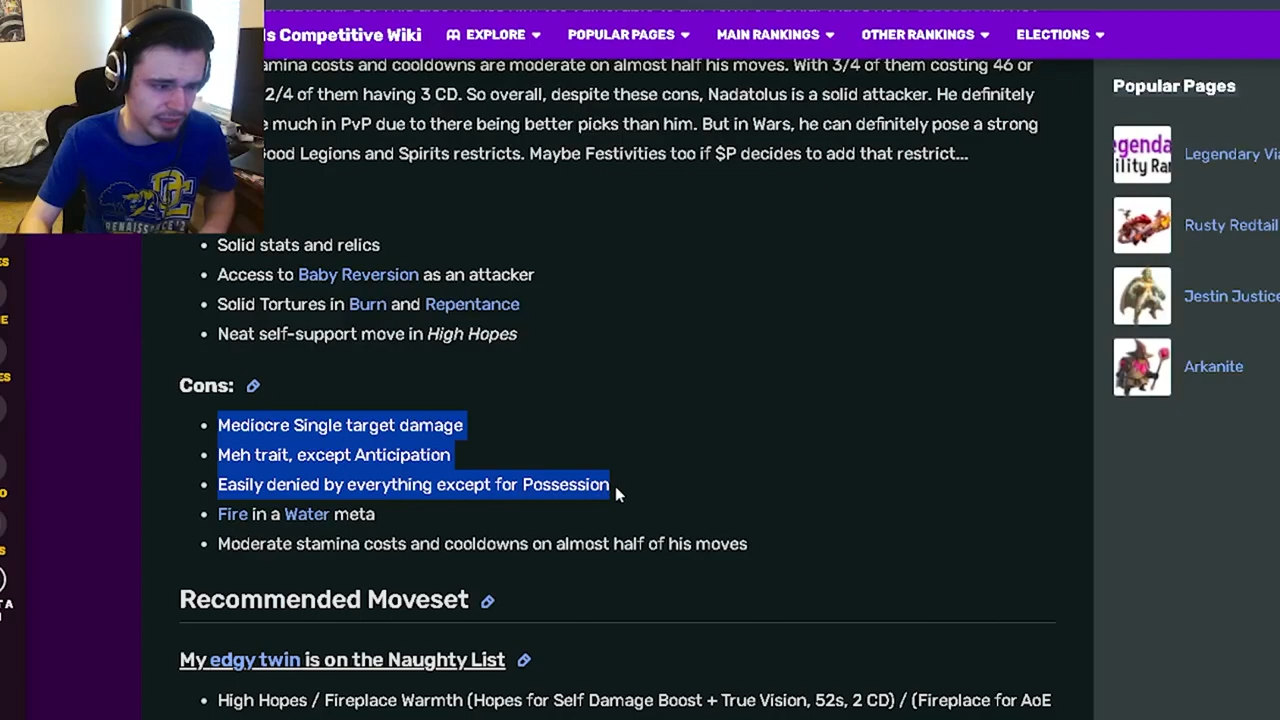 ls Competitive Wiki
EXPLORE
POPULAR PAGES
MAIN RANKINGS
OTHER RANKINGS
ELECTIONS
amina costs and cooldowns are moderate on almost half his moves. With 3/4 of them costing 46 or
2/4 of them having 3 CD. So overall, despite these cons, Nadatolus is a solid attacker. He definitely
e much in PvP due to there being better picks than him. But in Wars, he can definitely pose a strong
ood Legions and Spirits restricts. Maybe Festivities too if $P decides to add that restrict...
Solid stats and relics
Access to Baby Reversion as an attacker
Solid Tortures in Burn and Repentance
Neat self-support move in High Hopes
Cons:
Mediocre Single target damage
Meh trait, except Anticipation
Easily denied by everything except for Possession
Fire in a Water meta
Moderate stamina costs and cooldowns on almost half of his moves
Recommended Moveset
My edgy twin is on the Naughty List
High Hopes / Fireplace Warmth (Hopes for Self Damage Boost + True Vision, 52s, 2 CD) / (Fireplace for AoE
Popular Pages
genda
ility Ra
Legendary Via
Rusty Redtail
Jestin Justice
Arkanite
RENAISSANCE